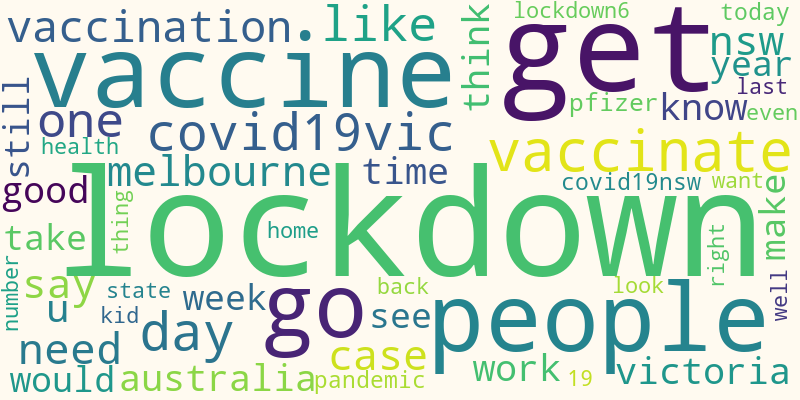 lockdown6
today
vaccination.
like
think
get
nsw
vaccine
year
still
last
pfizer
know
even
one
covid19vic
health
vaccinate
melbourne
time
good
lockdown
covid19nsw
want
make
thing
take
home
right
number
say
state
week
back
look
well
u
kid
day
go
see
people
need
case
work
victoria
would
australia
pandemic
19